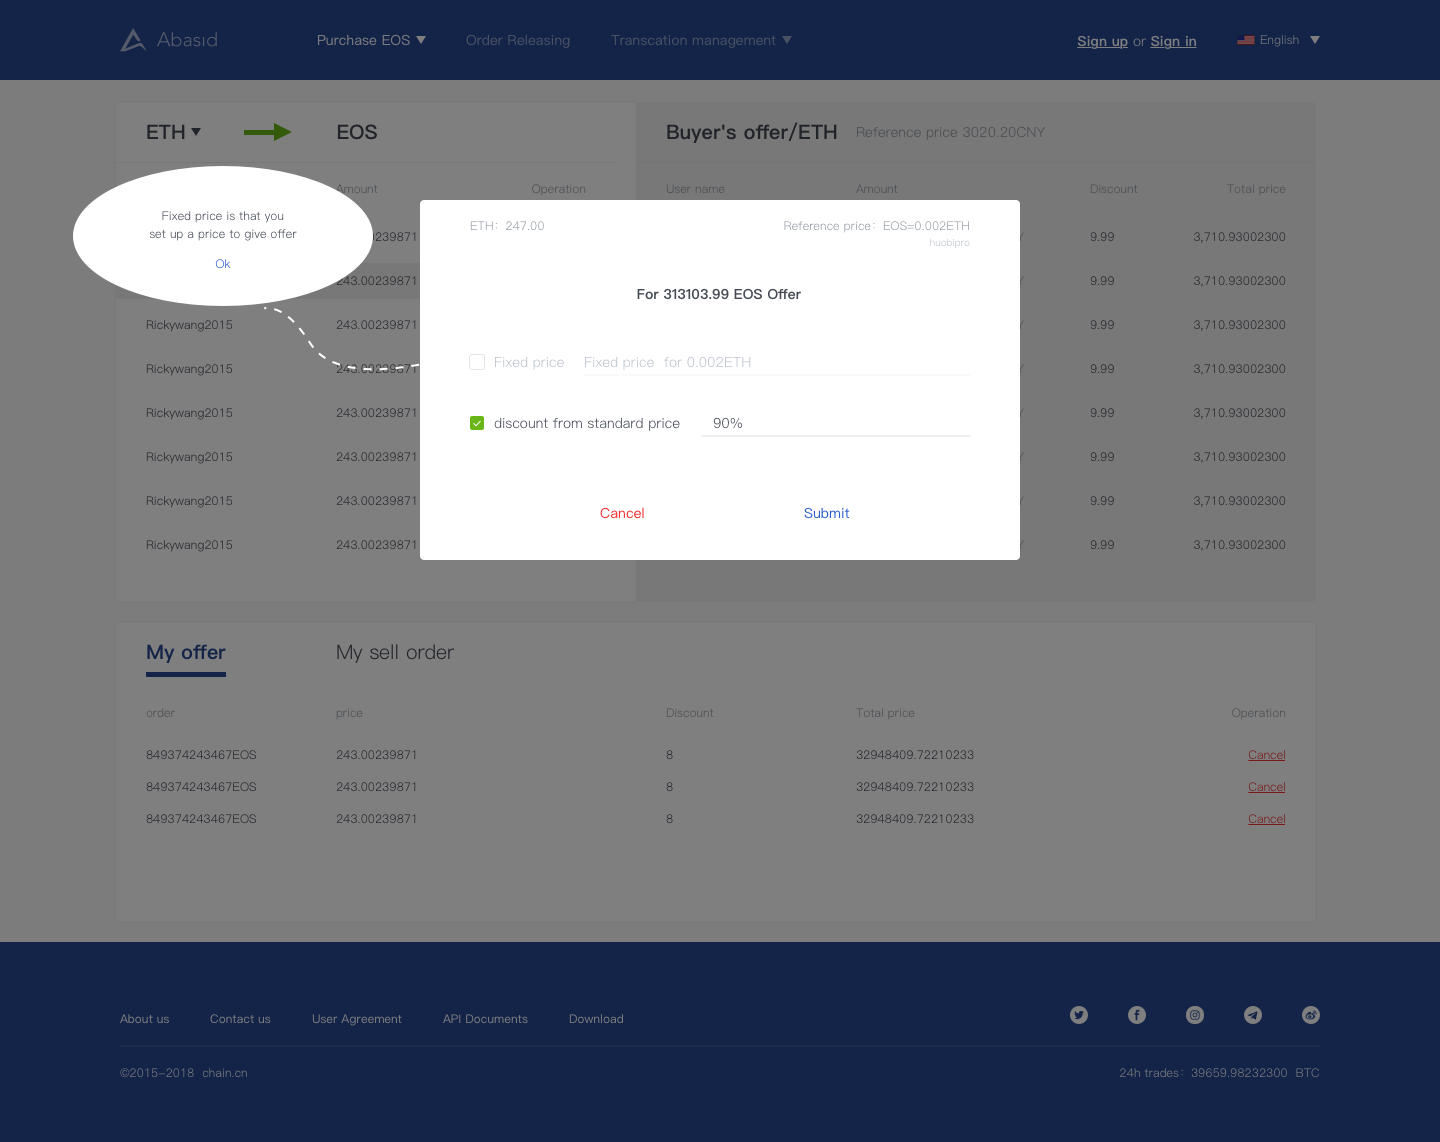 Abasid
Purchase EOS
Order Releasing
Transcation management
Sign up or Sign in
English
ETH
EOS
Buyer's offer/ETH
Reference price 3020.20CNY
Amount
Operation
User name
Amount
Discount
Total price
Fixed price is that you
set up a price to give offer
Ok
ETH: 247.00
Reference price: EOS=0.002ETH
huobipro
For 313103.99 EOS Offer
Fixed price
Fixed price for 0.002ETH
discount from standard price
90%
Cancel
Submit
239871
9.99
3,710.93002300
243.00239871
9.99
3,710.93002300
Rickywang2015
243.00239871
9.99
3,710.93002300
Rickywang2015
243.00239871
9.99
3,710.93002300
Rickywang2015
243.00239871
9.99
3,710.93002300
Rickywang2015
243.00239871
9.99
3,710.93002300
Rickywang2015
243.00239871
9.99
3,710.93002300
Rickywang2015
243.00239871
9.99
3,710.93002300
My offer
My sell order
order
price
Discount
Total price
Operation
849374243467EOS
243.00239871
8
32948409.72210233
Cancel
849374243467EOS
243.00239871
8
32948409.72210233
Cancel
849374243467EOS
243.00239871
8
32948409.72210233
Cancel
About us
Contact us
User Agreement
API Documents
Download
©2015-2018 chain.cn
24h trades: 39659.98232300 BTC